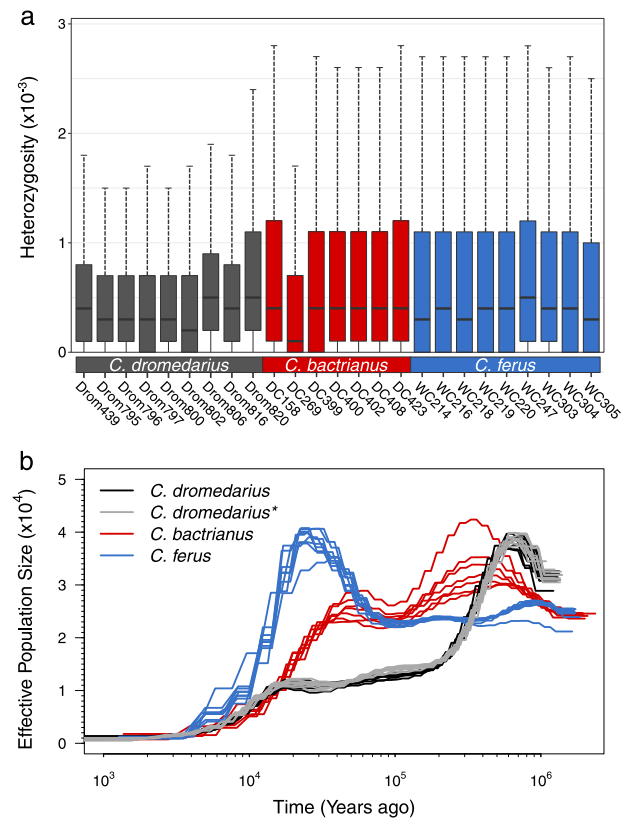 a
Heterozygosity (x10⁻³)
3
2
1
0
C. dromedarius C. bactrianus C. ferus
Drom439 Drom795 Drom796 Drom797 Drom800 Drom802 Drom806 Drom816 Drom820 DC158 DC269 DC399 DC400 DC402 DC408 DC423 WC214 WC216 WC218 WC219 WC220 WC247 WC303 WC304 WC305
b
Effective Population Size (x10⁴)
5
4
3
2
1
0
C. dromedarius
C. dromedarius*
C. bactrianus
C. ferus
10³ 10⁴ 10⁵ 10⁶
Time (Years ago)